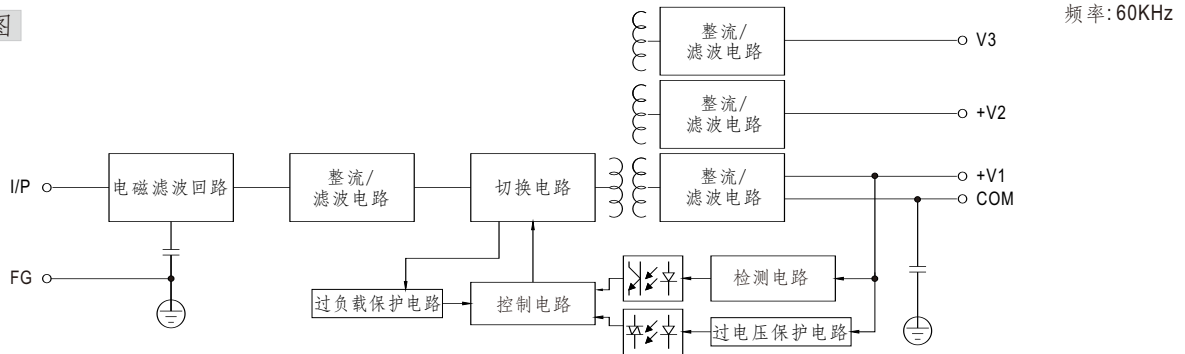 图
频率:60KHz
整流/
滤波电路
V3
整流/
滤波电路
+V2
I/P
电磁滤波回路
整流/
滤波电路
切换电路
整流/
滤波电路
+V1
COM
FG
过负载保护电路
控制电路
检测电路
过电压保护电路